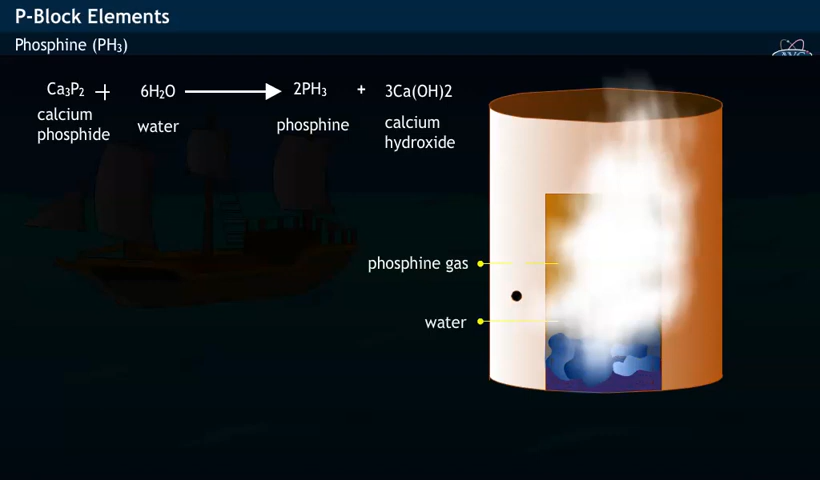 P-Block Elements
Phosphine (PH₃)
Ca₃P₂ + 6H₂O ⟶ 2PH₃ + 3Ca(OH)2
calcium phosphide
water
phosphine
calcium hydroxide
phosphine gas
water